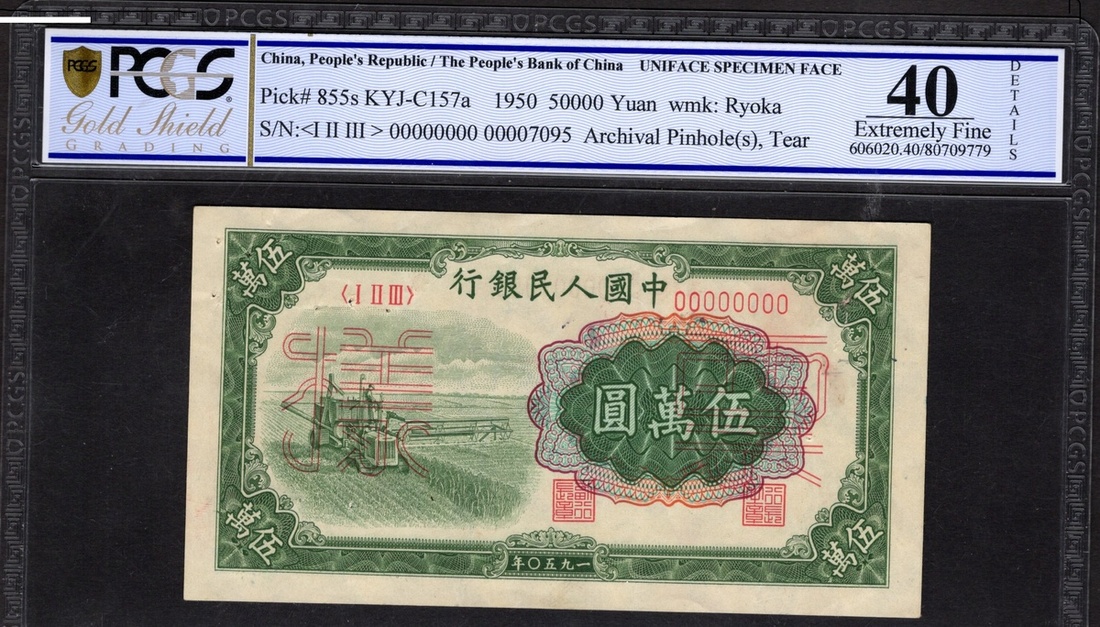 PCGS
Gold Shield
GRADING
China, People's Republic / The People's Bank of China UNIFACE SPECIMEN FACE
Pick# 855s KYJ-C157a 1950 50000 Yuan wmk: Ryoka
S/N:<I II III > 00000000 00007095 Archival Pinhole(s), Tear
40
Extremely Fine
606020.40/80709779
DETAILS
伍萬
中國人民銀行
伍萬
<I II III>
00000000
伍萬圓
伍萬
一九五〇年
伍萬